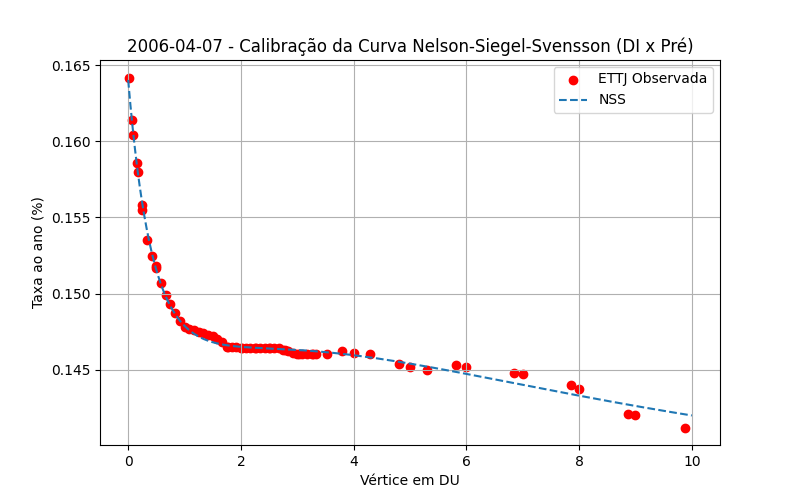 2006-04-07 - Calibração da Curva Nelson-Siegel-Svensson (DI x Pré)
ETTJ Observada
NSS
Taxa ao ano (%)
0.165
0.160
0.155
0.150
0.145
0 2 4 6 8 10
Vértice em DU